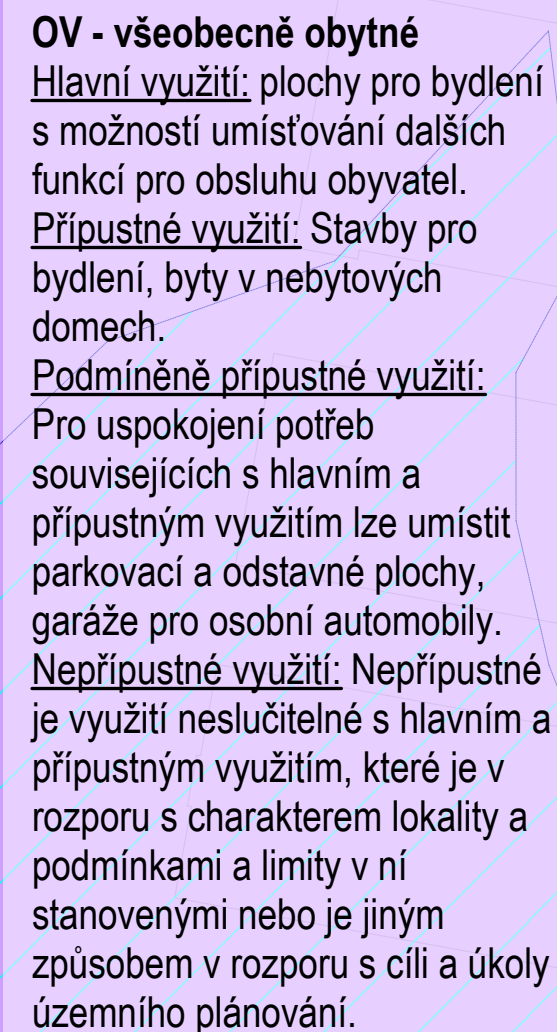 OV - všeobecně obytné
Hlavní využití: plochy pro bydlení
s možností umísťování dalších
funkcí pro obsluhu obyvatel.
Přípustné využití: Stavby pro
bydlení, byty v nebytových
domech.
Podmíněně přípustné využití:
Pro uspokojení potřeb
souvisejících s hlavním a
přípustným využitím lze umístit
parkovací a odstavné plochy,
garáže pro osobní automobily.
Nepřípustné využití: Nepřípustné
je využití neslučitelné s hlavním a
přípustným využitím, které je v
rozporu s charakterem lokality a
podmínkami a limity v ní
stanovenými nebo je jiným
způsobem v rozporu s cíli a úkoly
územního plánování.